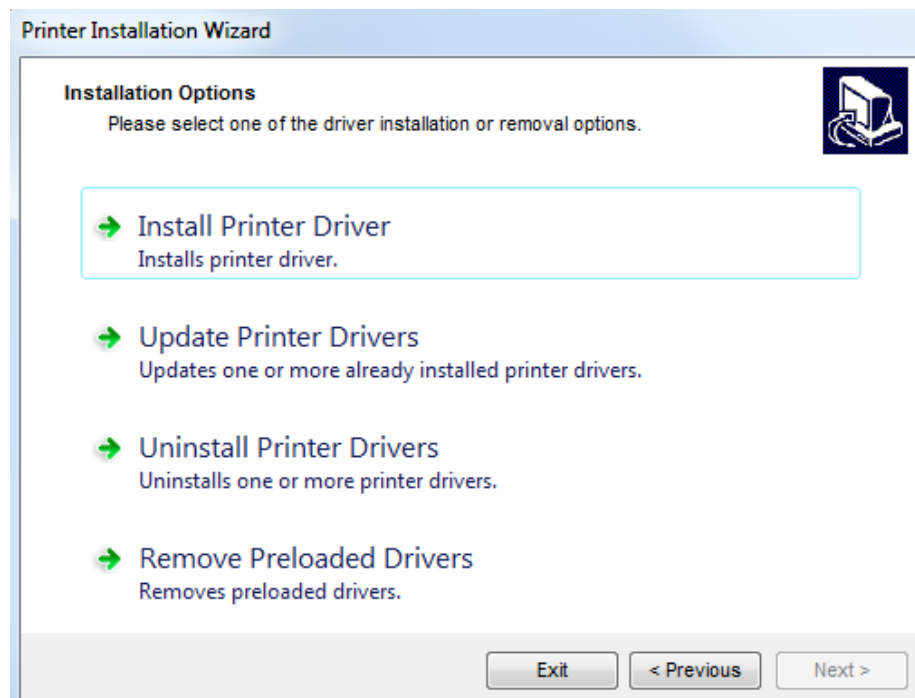 Printer Installation Wizard
Installation Options
Please select one of the driver installation or removal options.
Install Printer Driver
Installs printer driver.
Update Printer Drivers
Updates one or more already installed printer drivers.
Uninstall Printer Drivers
Uninstalls one or more printer drivers.
Remove Preloaded Drivers
Removes preloaded drivers.
Exit
< Previous
Next >